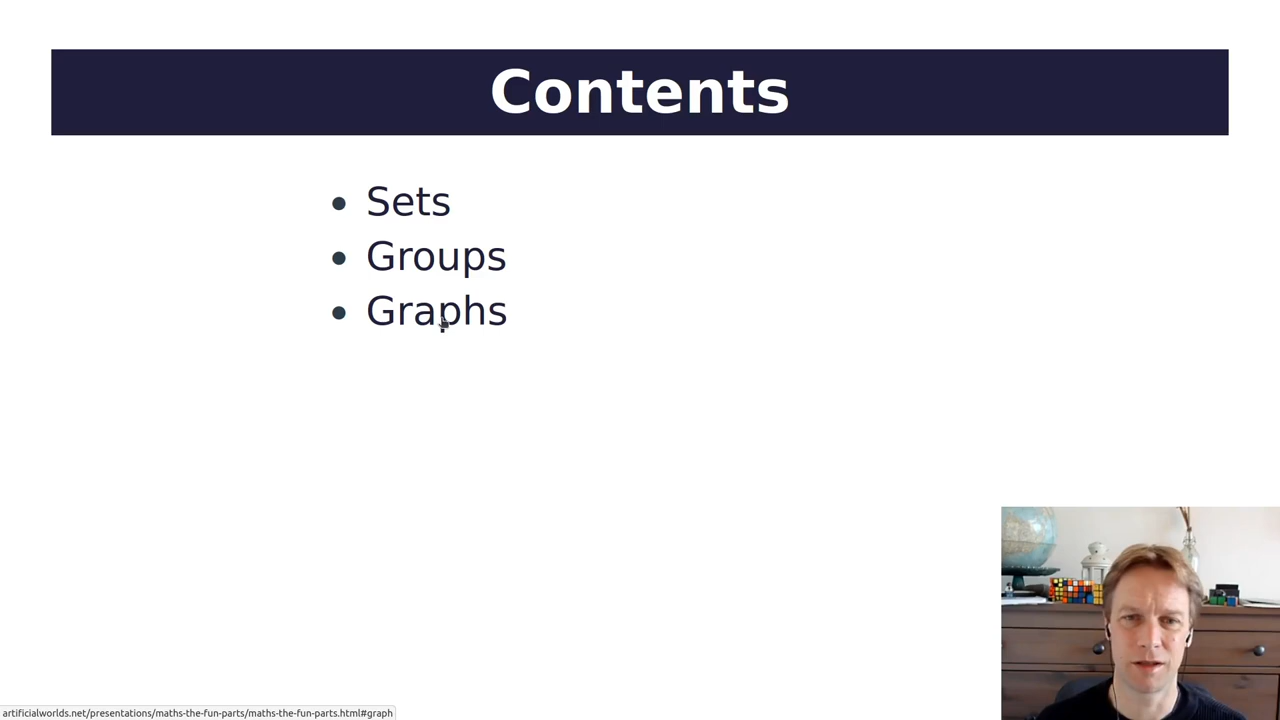 Contents
Sets
Groups
Graphs
artificialworlds.net/presentations/maths-the-fun-parts/maths-the-fun-parts.html#graph